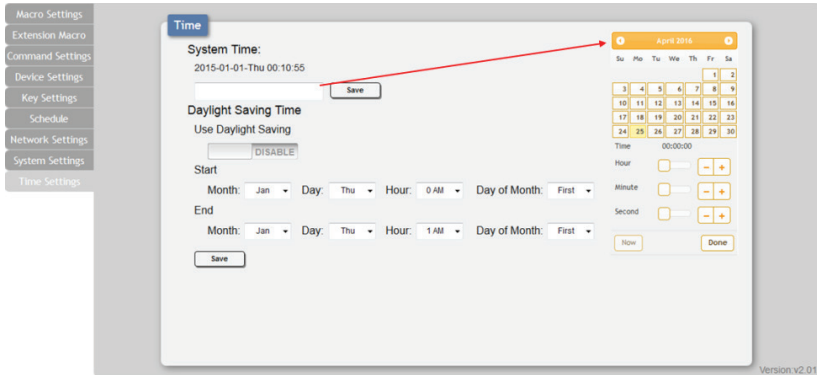 Macro Settings
Extension Macro
Command Settings
Device Settings
Key Settings
Schedule
Network Settings
System Settings
Time Settings
Time
System Time:
2015-01-01-Thu 00:10:55
Save
Daylight Saving Time
Use Daylight Saving
DISABLE
Start
Month: Jan Day: Thu Hour: 0 AM Day of Month: First
End
Month: Jan Day: Thu Hour: 1 AM Day of Month: First
Save
April 2016
Su Mo Tu We Th Fr Sa
1 2
3 4 5 6 7 8 9
10 11 12 13 14 15 16
17 18 19 20 21 22 23
24 25 26 27 28 29 30
Time 00:00:00
Hour - +
Minute - +
Second - +
Now Done
Version:v2.01